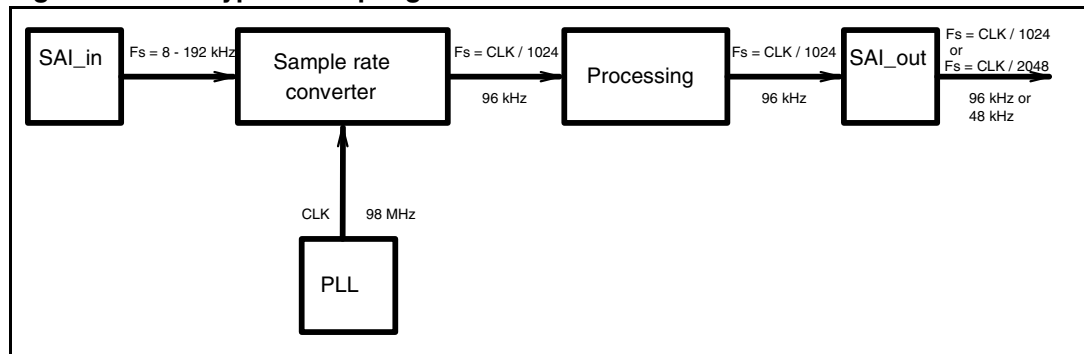 SAI_in
Fs = 8 - 192 kHz
Sample rate
converter
Fs = CLK / 1024
96 kHz
Processing
Fs = CLK / 1024
96 kHz
SAI_out
Fs = CLK / 1024
or
Fs = CLK / 2048
96 kHz or
48 kHz
CLK
98 MHz
PLL